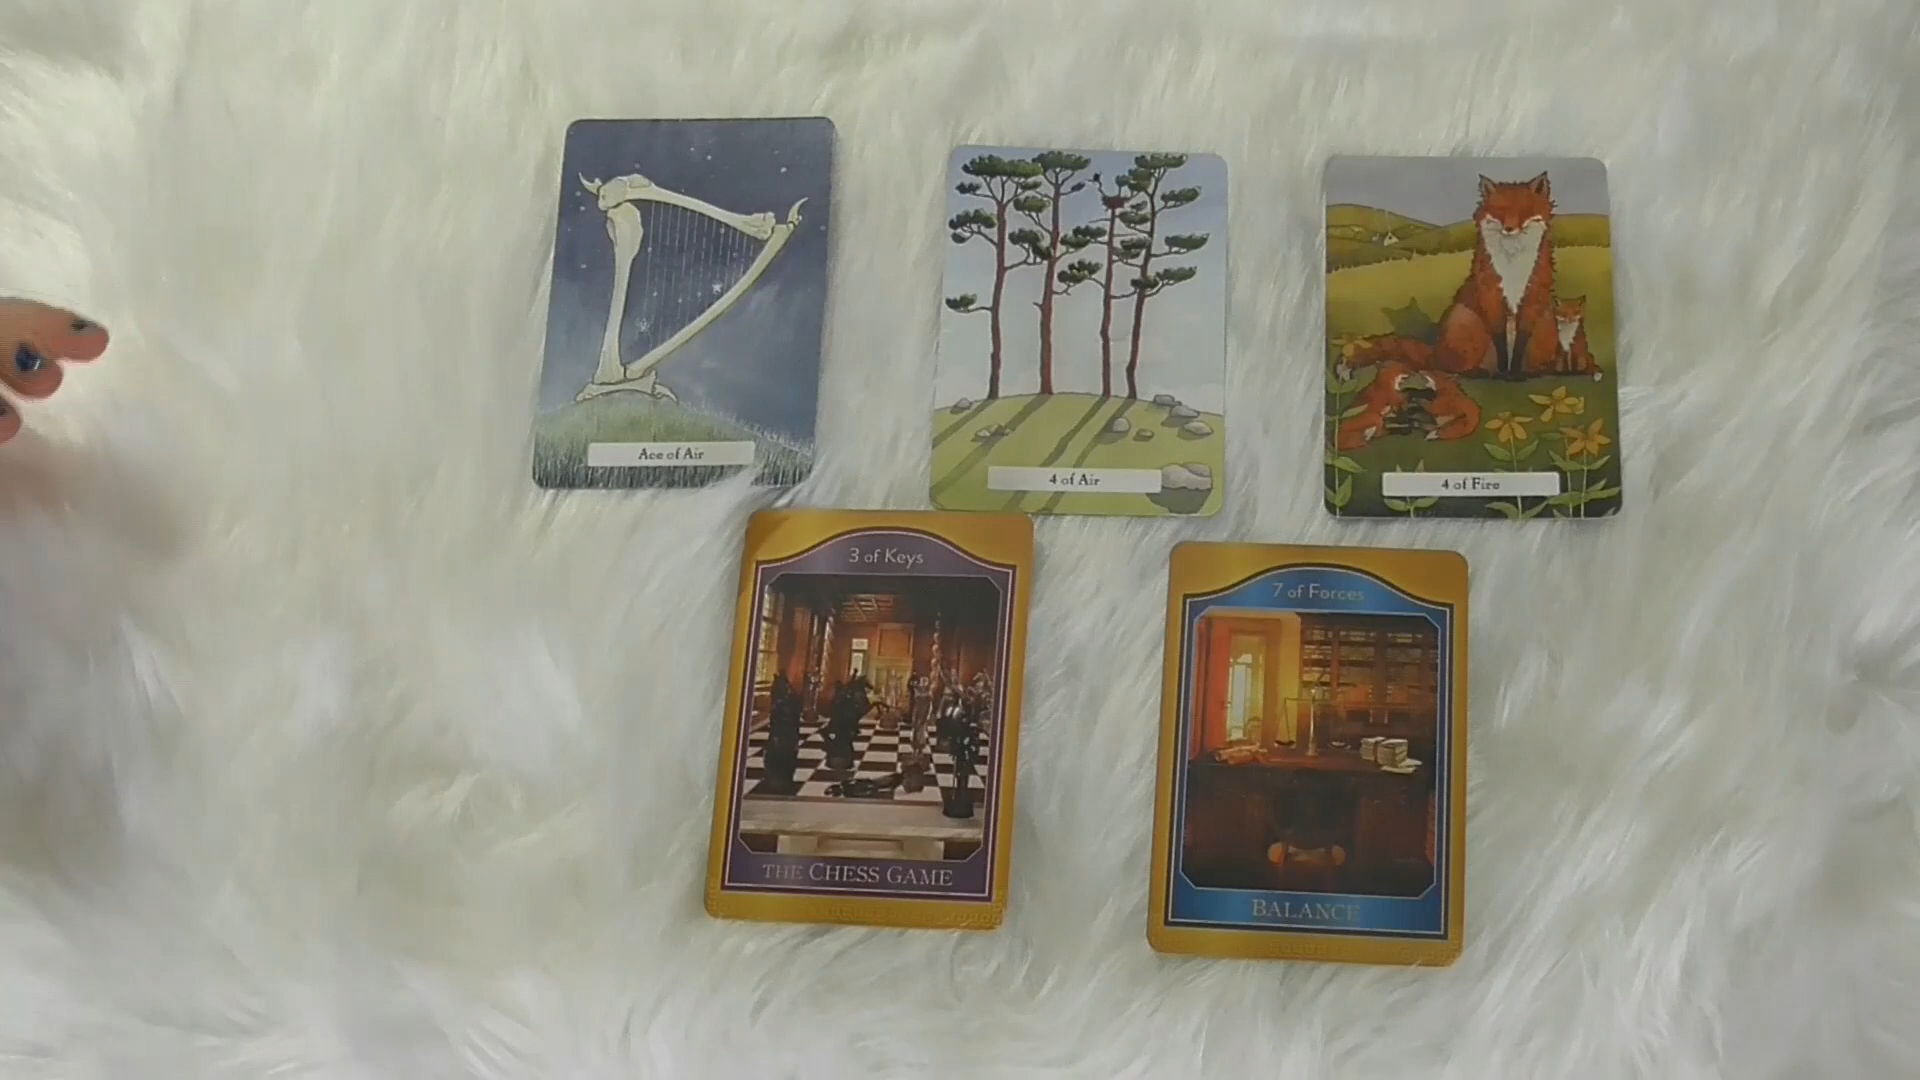 Ace of Air
4 of Air
4 of Fire
3 of Keys
THE CHESS GAME
7 of Forces
BALANCE